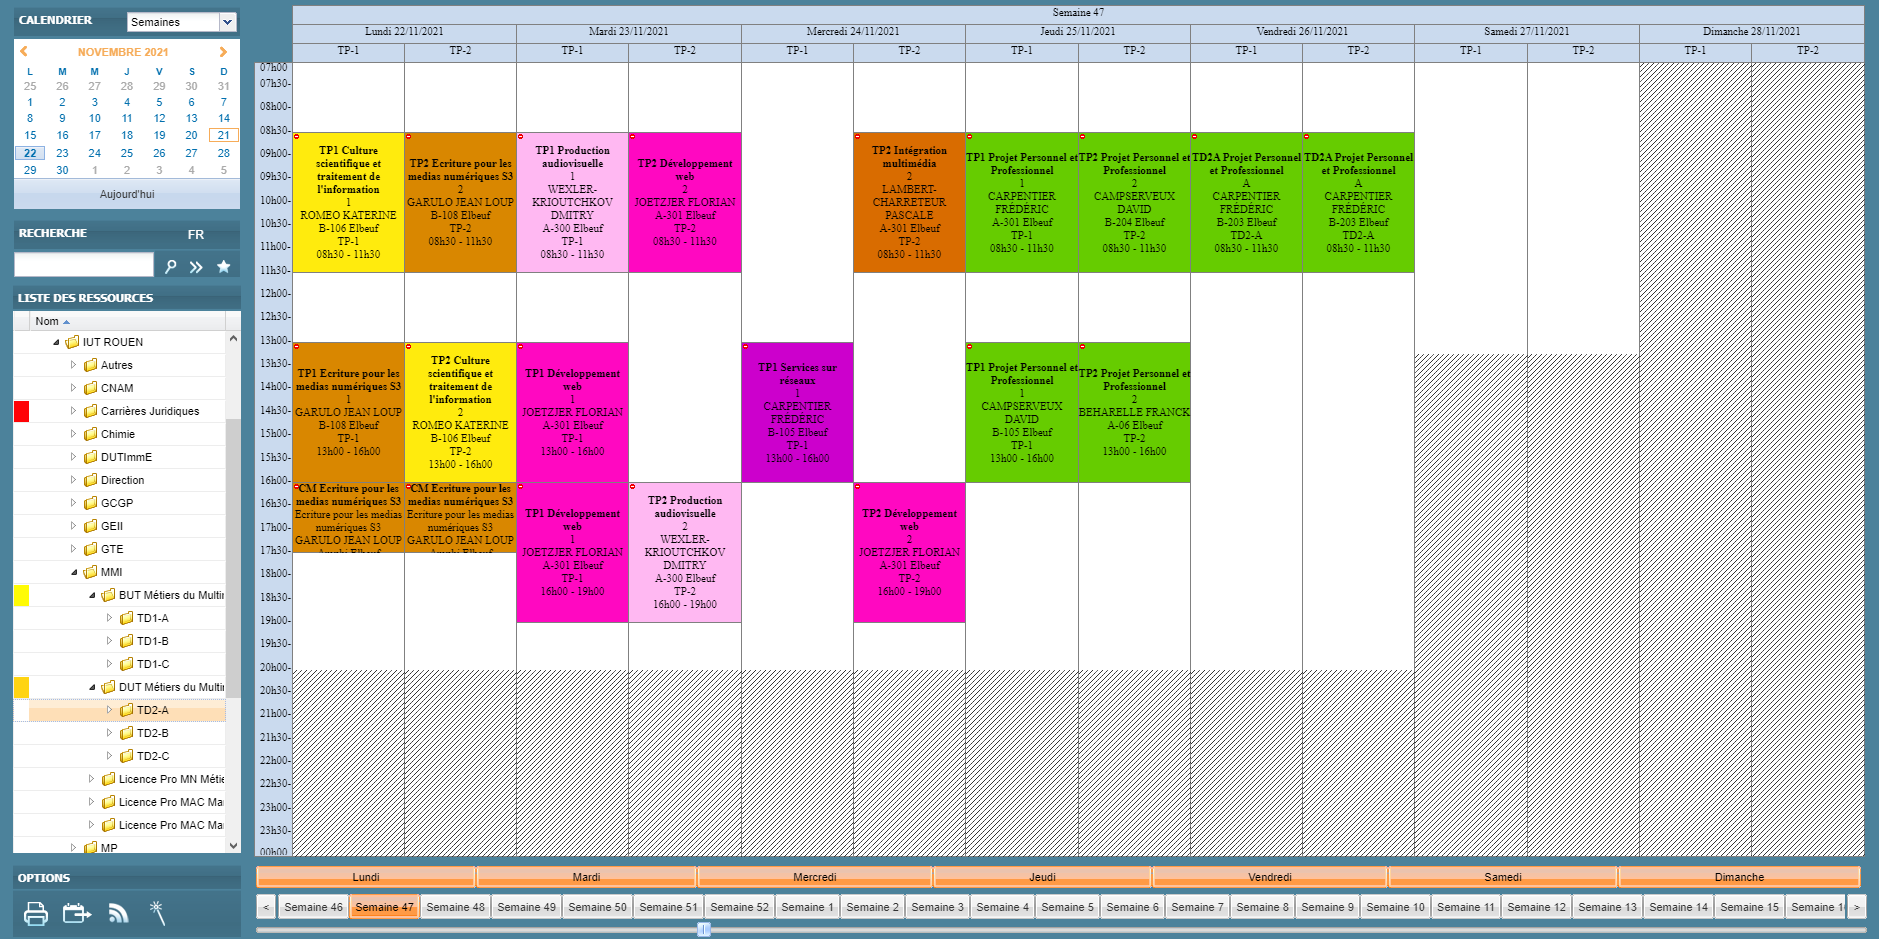 CALENDRIER
Semaines
NOVEMBRE 2021
L M M J V S D
25 26 27 28 29 30 31
1 2 3 4 5 6 7
8 9 10 11 12 13 14
15 16 17 18 19 20 21
22 23 24 25 26 27 28
29 30 1 2 3 4 5
Aujourd'hui
RECHERCHE FR
LISTE DES RESSOURCES
Nom
IUT ROUEN
Autres
CNAM
Carrières Juridiques
Chimie
DUTImmE
Direction
GCGP
GEII
GTE
MMI
BUT Métiers du Multi
TD1-A
TD1-B
TD1-C
DUT Métiers du Multi
TD2-A
TD2-B
TD2-C
Licence Pro MN Métie
Licence Pro MAC Ma
Licence Pro MAC Ma
MP
OPTIONS
Semaine 47
Lundi 22/11/2021 Mardi 23/11/2021 Mercredi 24/11/2021 Jeudi 25/11/2021 Vendredi 26/11/2021 Samedi 27/11/2021 Dimanche 28/11/2021
TP-1 TP-2 TP-1 TP-2 TP-1 TP-2 TP-1 TP-2 TP-1 TP-2 TP-1 TP-2 TP-1 TP-2
07h00
07h30-
08h00-
08h30-
09h00-
09h30-
10h00-
10h30-
11h00-
11h30-
12h00-
12h30-
13h00-
13h30-
14h00-
14h30-
15h00-
15h30-
16h00-
16h30-
17h00-
17h30-
18h00-
18h30-
19h00-
19h30-
20h00-
20h30-
21h00-
21h30-
22h00-
22h30-
23h00-
23h30-
00h00
TP1 Culture
scientifique et
traitement de
l'information
1
ROMEO KATERINE
B-106 Elbeuf
TP-1
08h30 - 11h30
TP2 Ecriture pour les
medias numériques S3
2
GARULO JEAN LOUP
B-108 Elbeuf
TP-2
08h30 - 11h30
TP1 Production
audiovisuelle
1
WEXLER-
KRIOUTCHKOV
DMITRY
A-300 Elbeuf
TP-1
08h30 - 11h30
TP2 Développement
web
2
JOETZJER FLORIAN
A-301 Elbeuf
TP-2
08h30 - 11h30
TP2 Intégration
multimédia
2
LAMBERT-
CHARRETEUR
PASCALE
A-301 Elbeuf
TP-2
08h30 - 11h30
TP1 Projet Personnel et
Professionnel
1
CARPENTIER
FRÉDÉRIC
A-301 Elbeuf
TP-1
08h30 - 11h30
TP2 Projet Personnel et
Professionnel
2
CAMPSERVEUX
DAVID
B-204 Elbeuf
TP-2
08h30 - 11h30
TD2A Projet Personnel
et Professionnel
A
CARPENTIER
FRÉDÉRIC
B-203 Elbeuf
TD2-A
08h30 - 11h30
TD2A Projet Personnel
et Professionnel
A
CARPENTIER
FRÉDÉRIC
B-203 Elbeuf
TD2-A
08h30 - 11h30
TP1 Ecriture pour les
medias numériques S3
1
GARULO JEAN LOUP
B-108 Elbeuf
TP-1
13h00 - 16h00
TP2 Culture
scientifique et
traitement de
l'information
2
ROMEO KATERINE
B-106 Elbeuf
TP-2
13h00 - 16h00
TP1 Développement
web
1
JOETZJER FLORIAN
A-301 Elbeuf
TP-1
13h00 - 16h00
TP1 Services sur
réseaux
1
CARPENTIER
FRÉDÉRIC
B-105 Elbeuf
TP-1
13h00 - 16h00
TP1 Projet Personnel et
Professionnel
1
CAMPSERVEUX
DAVID
B-105 Elbeuf
TP-1
13h00 - 16h00
TP2 Projet Personnel et
Professionnel
2
BEHARELLE FRANCK
A-06 Elbeuf
TP-2
13h00 - 16h00
CM Ecriture pour les
medias numériques S3
Ecriture pour les medias
numériques S3
GARULO JEAN LOUP
Amphi Elbeuf
CM Ecriture pour les
medias numériques S3
Ecriture pour les medias
numériques S3
GARULO JEAN LOUP
Amphi Elbeuf
TP1 Développement
web
1
JOETZJER FLORIAN
A-301 Elbeuf
TP-1
16h00 - 19h00
TP2 Production
audiovisuelle
2
WEXLER-
KRIOUTCHKOV
DMITRY
A-300 Elbeuf
TP-2
16h00 - 19h00
TP2 Développement
web
2
JOETZJER FLORIAN
A-301 Elbeuf
TP-2
16h00 - 19h00
Lundi Mardi Mercredi Jeudi Vendredi Samedi Dimanche
< Semaine 46 Semaine 47 Semaine 48 Semaine 49 Semaine 50 Semaine 51 Semaine 52 Semaine 1 Semaine 2 Semaine 3 Semaine 4 Semaine 5 Semaine 6 Semaine 7 Semaine 8 Semaine 9 Semaine 10 Semaine 11 Semaine 12 Semaine 13 Semaine 14 Semaine 15 Semaine 1 >